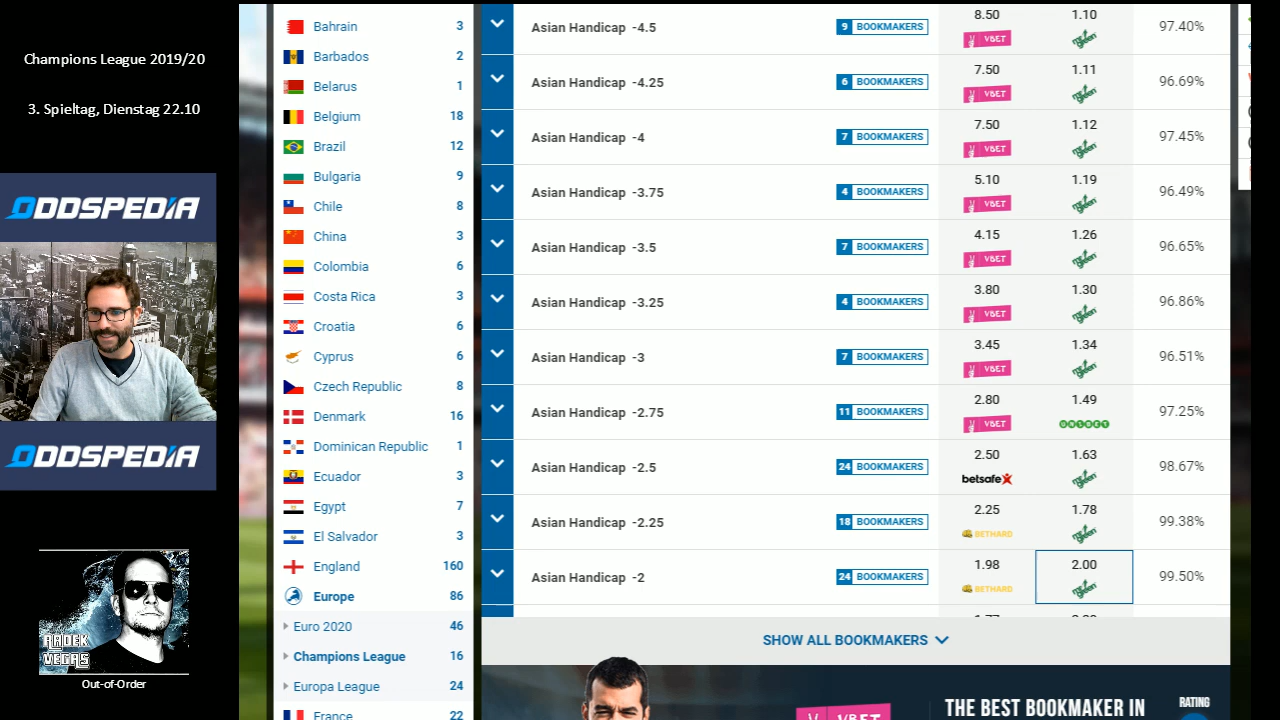 Champions League 2019/20
3. Spieltag, Dienstag 22.10
ODDSPEDIA
ODDSPEDIA
RADEK
VEGAS
Out-of-Order
Bahrain 3
Barbados 2
Belarus 1
Belgium 18
Brazil 12
Bulgaria 9
Chile 8
China 3
Colombia 6
Costa Rica 3
Croatia 6
Cyprus 6
Czech Republic 8
Denmark 16
Dominican Republic 1
Ecuador 3
Egypt 7
El Salvador 3
England 160
Europe 86
Euro 2020 46
Champions League 16
Europa League 24
France 22
Asian Handicap -4.5 9 BOOKMAKERS 8.50 1.10 97.40%
VBET
Asian Handicap -4.25 6 BOOKMAKERS 7.50 1.11 96.69%
VBET
Asian Handicap -4 7 BOOKMAKERS 7.50 1.12 97.45%
VBET
Asian Handicap -3.75 4 BOOKMAKERS 5.10 1.19 96.49%
VBET
Asian Handicap -3.5 7 BOOKMAKERS 4.15 1.26 96.65%
VBET
Asian Handicap -3.25 4 BOOKMAKERS 3.80 1.30 96.86%
VBET
Asian Handicap -3 7 BOOKMAKERS 3.45 1.34 96.51%
VBET
Asian Handicap -2.75 11 BOOKMAKERS 2.80 1.49 97.25%
VBET UNIBET
Asian Handicap -2.5 24 BOOKMAKERS 2.50 1.63 98.67%
betsafe
Asian Handicap -2.25 18 BOOKMAKERS 2.25 1.78 99.38%
BETHARD
Asian Handicap -2 24 BOOKMAKERS 1.98 2.00 99.50%
BETHARD
SHOW ALL BOOKMAKERS
VBET
THE BEST BOOKMAKER IN
RATING